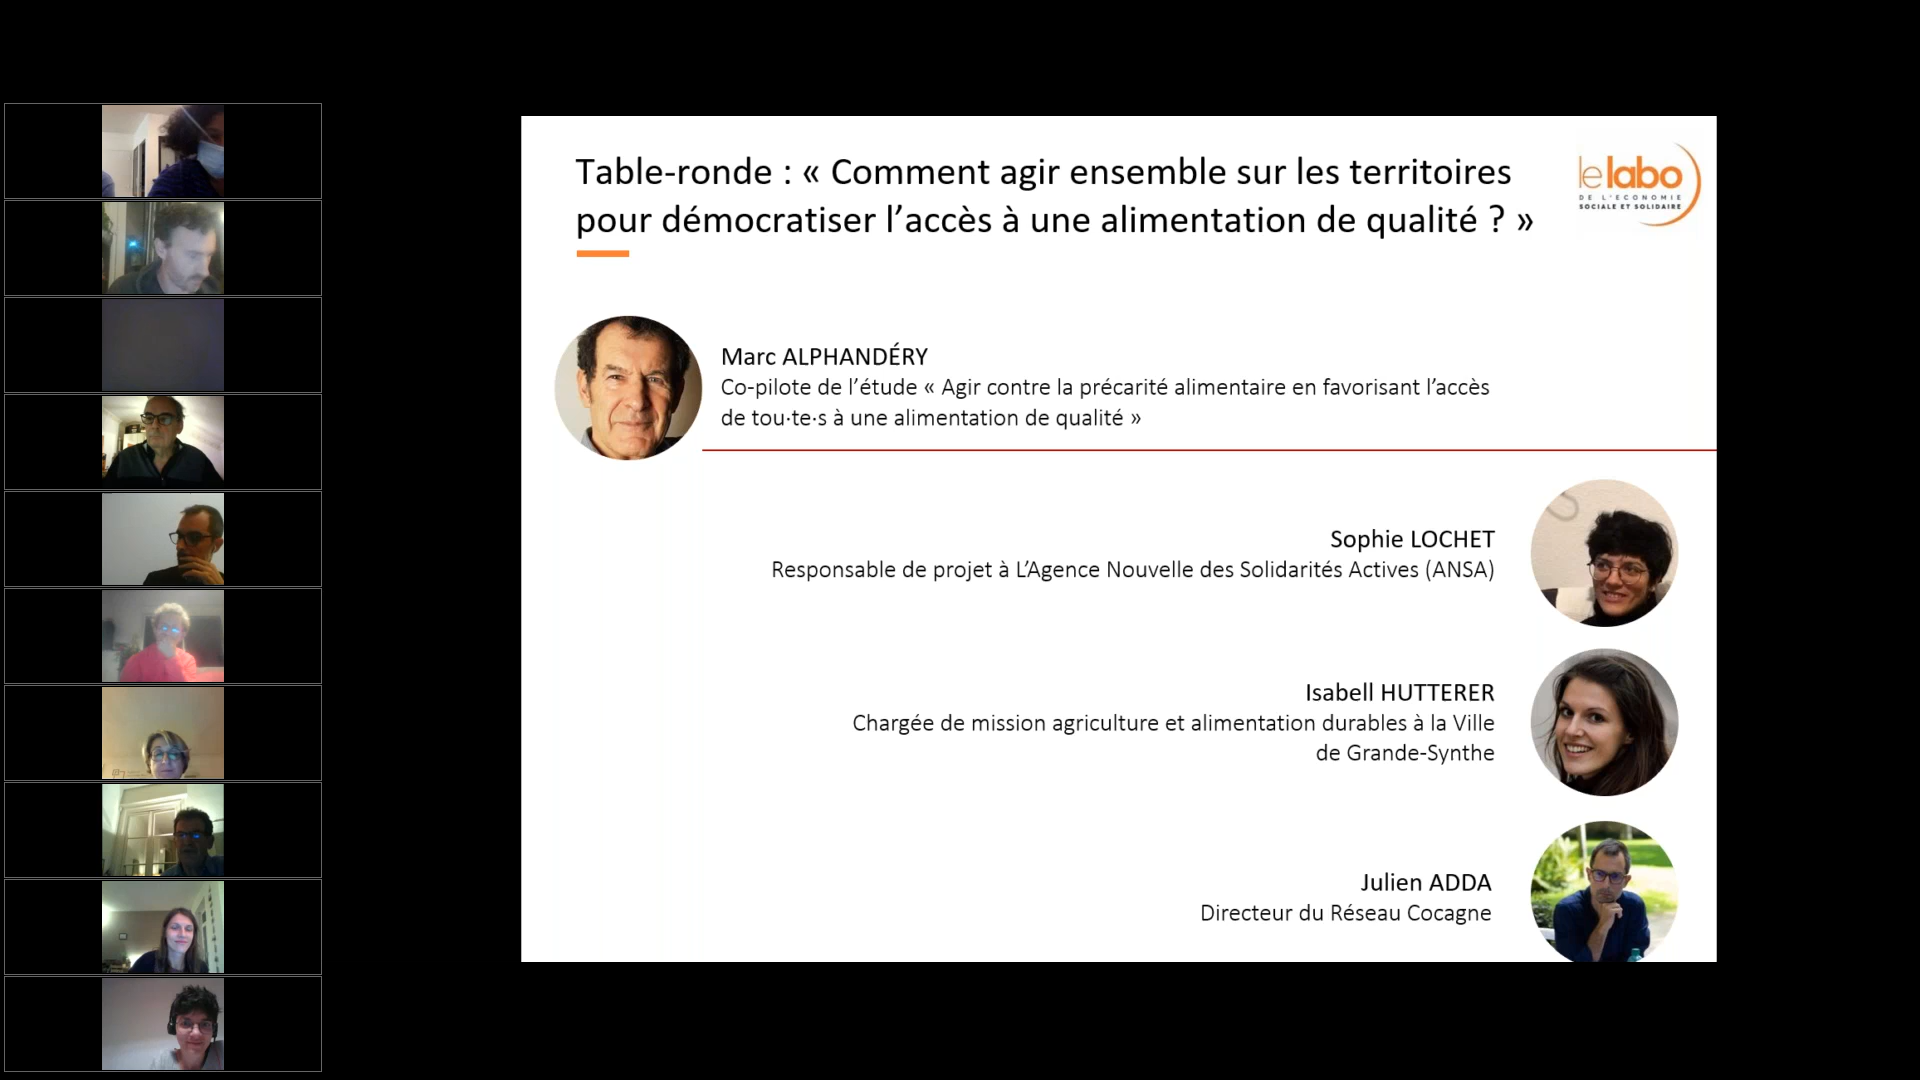 Table-ronde : « Comment agir ensemble sur les territoires
pour démocratiser l’accès à une alimentation de qualité ? »
le labo
DE L’ECONOMIE
SOCIALE ET SOLIDAIRE
Marc ALPHANDÉRY
Co-pilote de l’étude « Agir contre la précarité alimentaire en favorisant l’accès
de tou·te·s à une alimentation de qualité »
Sophie LOCHET
Responsable de projet à L’Agence Nouvelle des Solidarités Actives (ANSA)
Isabell HUTTERER
Chargée de mission agriculture et alimentation durables à la Ville
de Grande-Synthe
Julien ADDA
Directeur du Réseau Cocagne